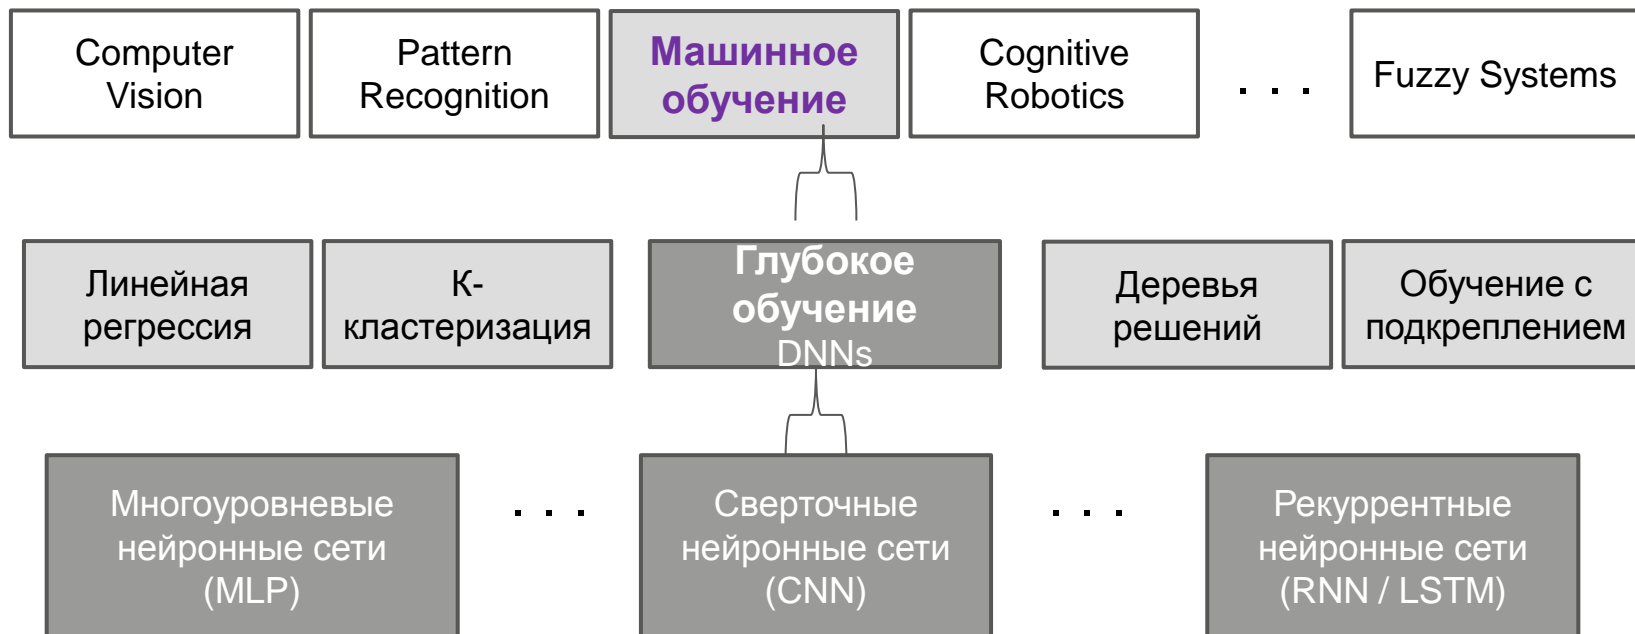 Computer
Vision
Pattern
Recognition
Машинное
обучение
Cognitive
Robotics
. . .
Fuzzy Systems
Линейная
регрессия
К-
кластеризация
Глубокое
обучение
DNNs
Деревья
решений
Обучение с
подкреплением
Многоуровневые
нейронные сети
(MLP)
. . .
Сверточные
нейронные сети
(CNN)
. . .
Рекуррентные
нейронные сети
(RNN / LSTM)